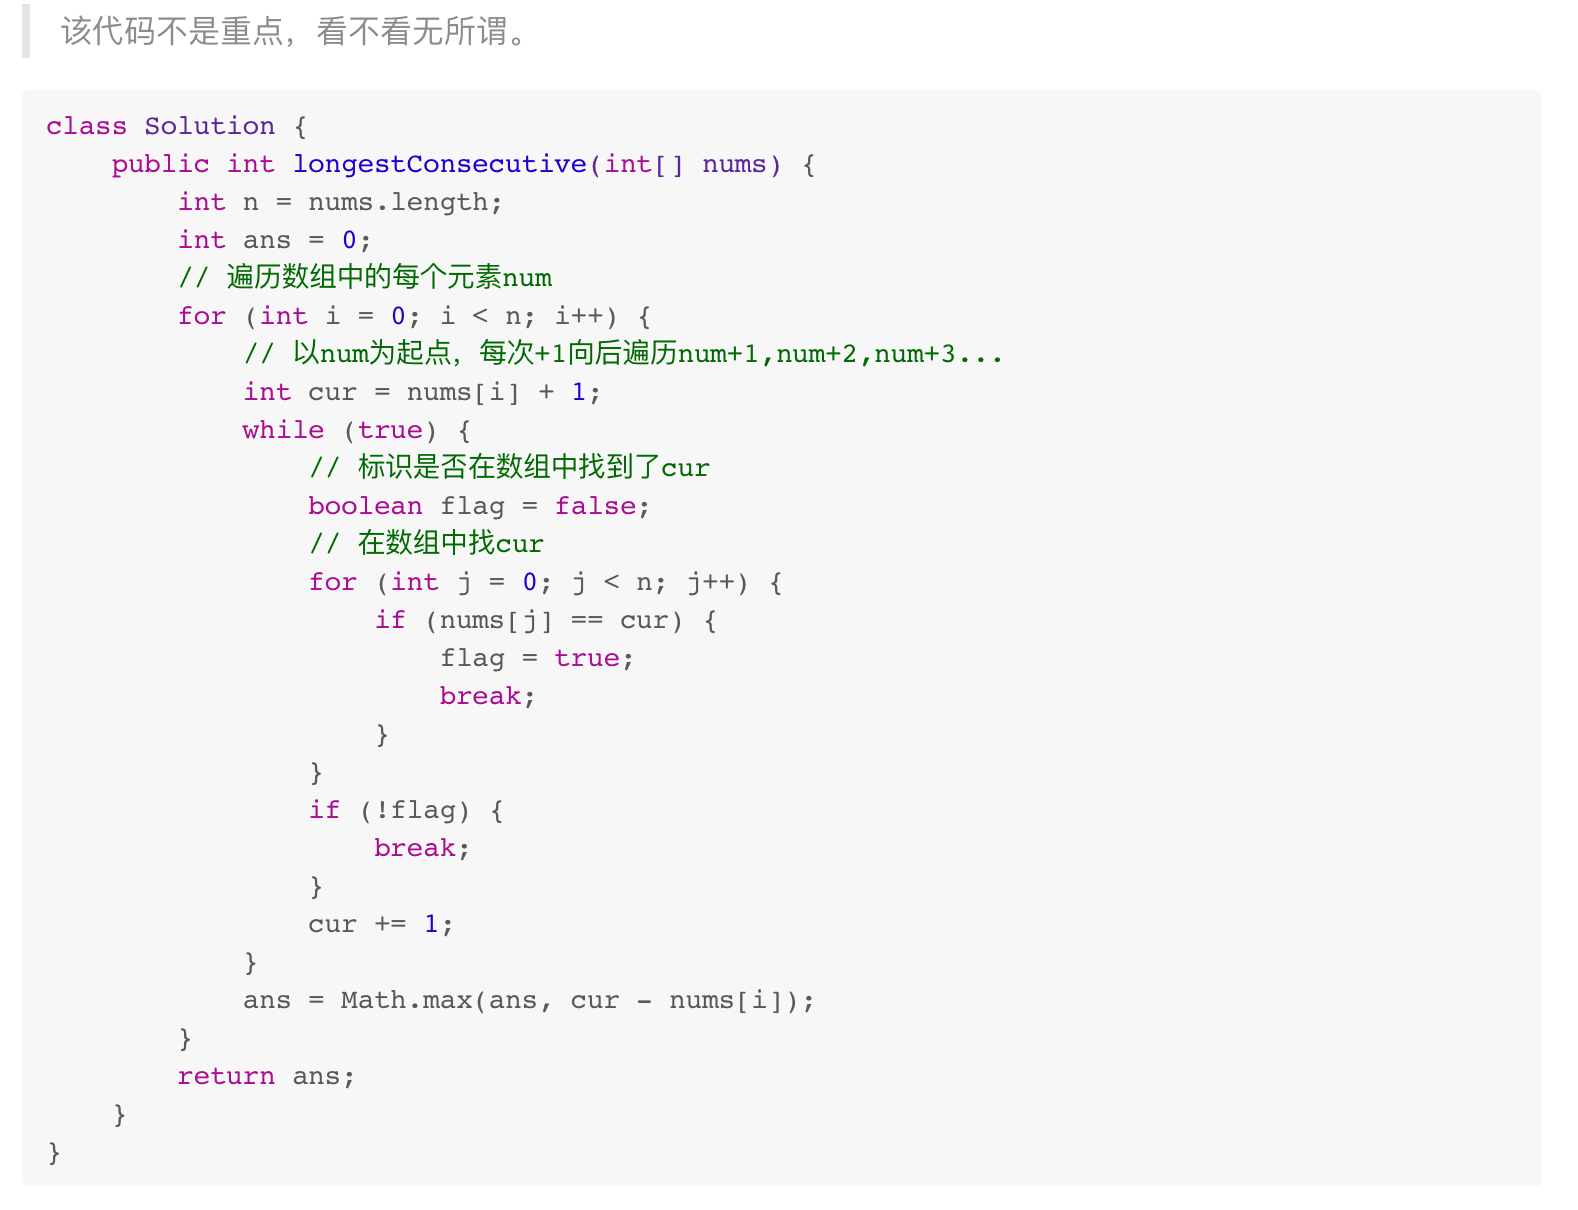 该代码不是重点，看不看无所谓。
class Solution {
    public int longestConsecutive(int[] nums) {
        int n = nums.length;
        int ans = 0;
        // 遍历数组中的每个元素num
        for (int i = 0; i < n; i++) {
            // 以num为起点，每次+1向后遍历num+1,num+2,num+3...
            int cur = nums[i] + 1;
            while (true) {
                // 标识是否在数组中找到了cur
                boolean flag = false;
                // 在数组中找cur
                for (int j = 0; j < n; j++) {
                    if (nums[j] == cur) {
                        flag = true;
                        break;
                    }
                }
                if (!flag) {
                    break;
                }
                cur += 1;
            }
            ans = Math.max(ans, cur - nums[i]);
        }
        return ans;
    }
}